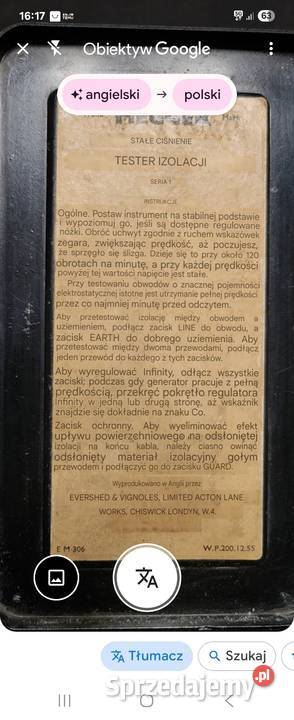 16:17
63
Obiektyw Google
angielski → polski
STAŁE CIŚNIENIE
TESTER IZOLACJI
SERIA 1
INSTRUKCJE
Ogólne. Postaw instrument na stabilnej podstawie
i wypoziomuj go, jeśli są dostępne regulowane
nóżki. Obróć uchwyt zgodnie z ruchem wskazówek
zegara, zwiększając prędkość, aż poczujesz,
że sprzęgło się ślizga. Dzieje się to przy około 120
obrotach na minutę, a przy każdej prędkości
powyżej tej wartości napięcie jest stałe.
Przy testowaniu obwodów o znacznej pojemności
elektrostatycznej istotne jest utrzymanie pełnej prędkości
przez co najmniej minutę przed odczytem.
Aby przetestować izolację między obwodem a
uziemieniem, podłącz zacisk LINE do obwodu, a
zacisk EARTH do dobrego uziemienia. Aby
przetestować między dwoma przewodami, podłącz
jeden przewód do każdego z tych zacisków.
Aby wyregulować Infinity, odłącz wszystkie
zaciski; podczas gdy generator pracuje z pełną
prędkością, przekręć pokrętło regulatora
Infinity w jedną lub drugą stronę, aż wskaźnik
znajdzie się dokładnie na znaku Co.
Zacisk ochronny. Aby wyeliminować efekt
upływu powierzchniowego na odsłoniętej
izolacji na końcu kabla, należy ciasno owinąć
odsłonięty materiał izolacyjny gołym
przewodem i podłączyć go do zacisku GUARD.
Wyprodukowano w Anglii przez
EVERSHED & VIGNOLES, LIMITED ACTON LANE
WORKS, CHISWICK LONDYN, W.4.
E M 306
W.P.200.12.55
Tłumacz
Szukaj
Sprzedajemy.pl